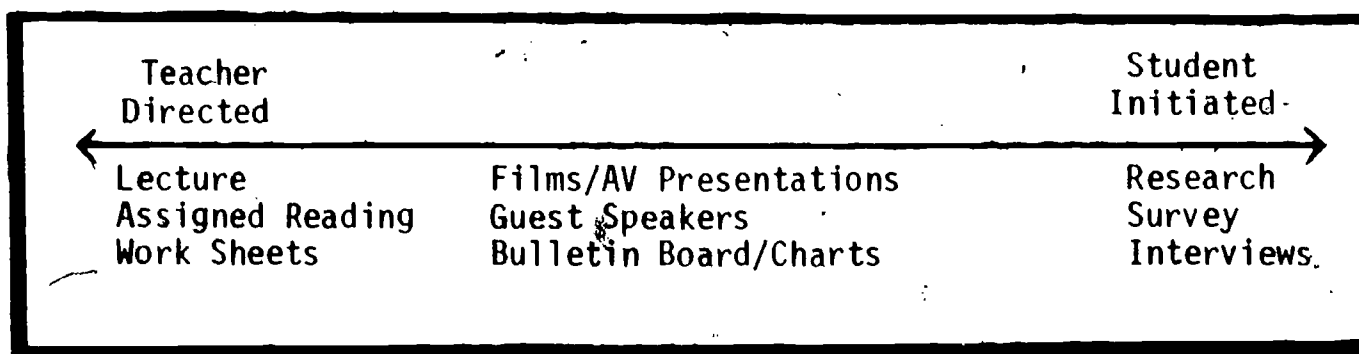 Teacher
Directed
Student
Initiated
Lecture
Assigned Reading
Work Sheets
Films/AV Presentations
Guest Speakers
Bulletin Board/Charts
Research
Survey
Interviews